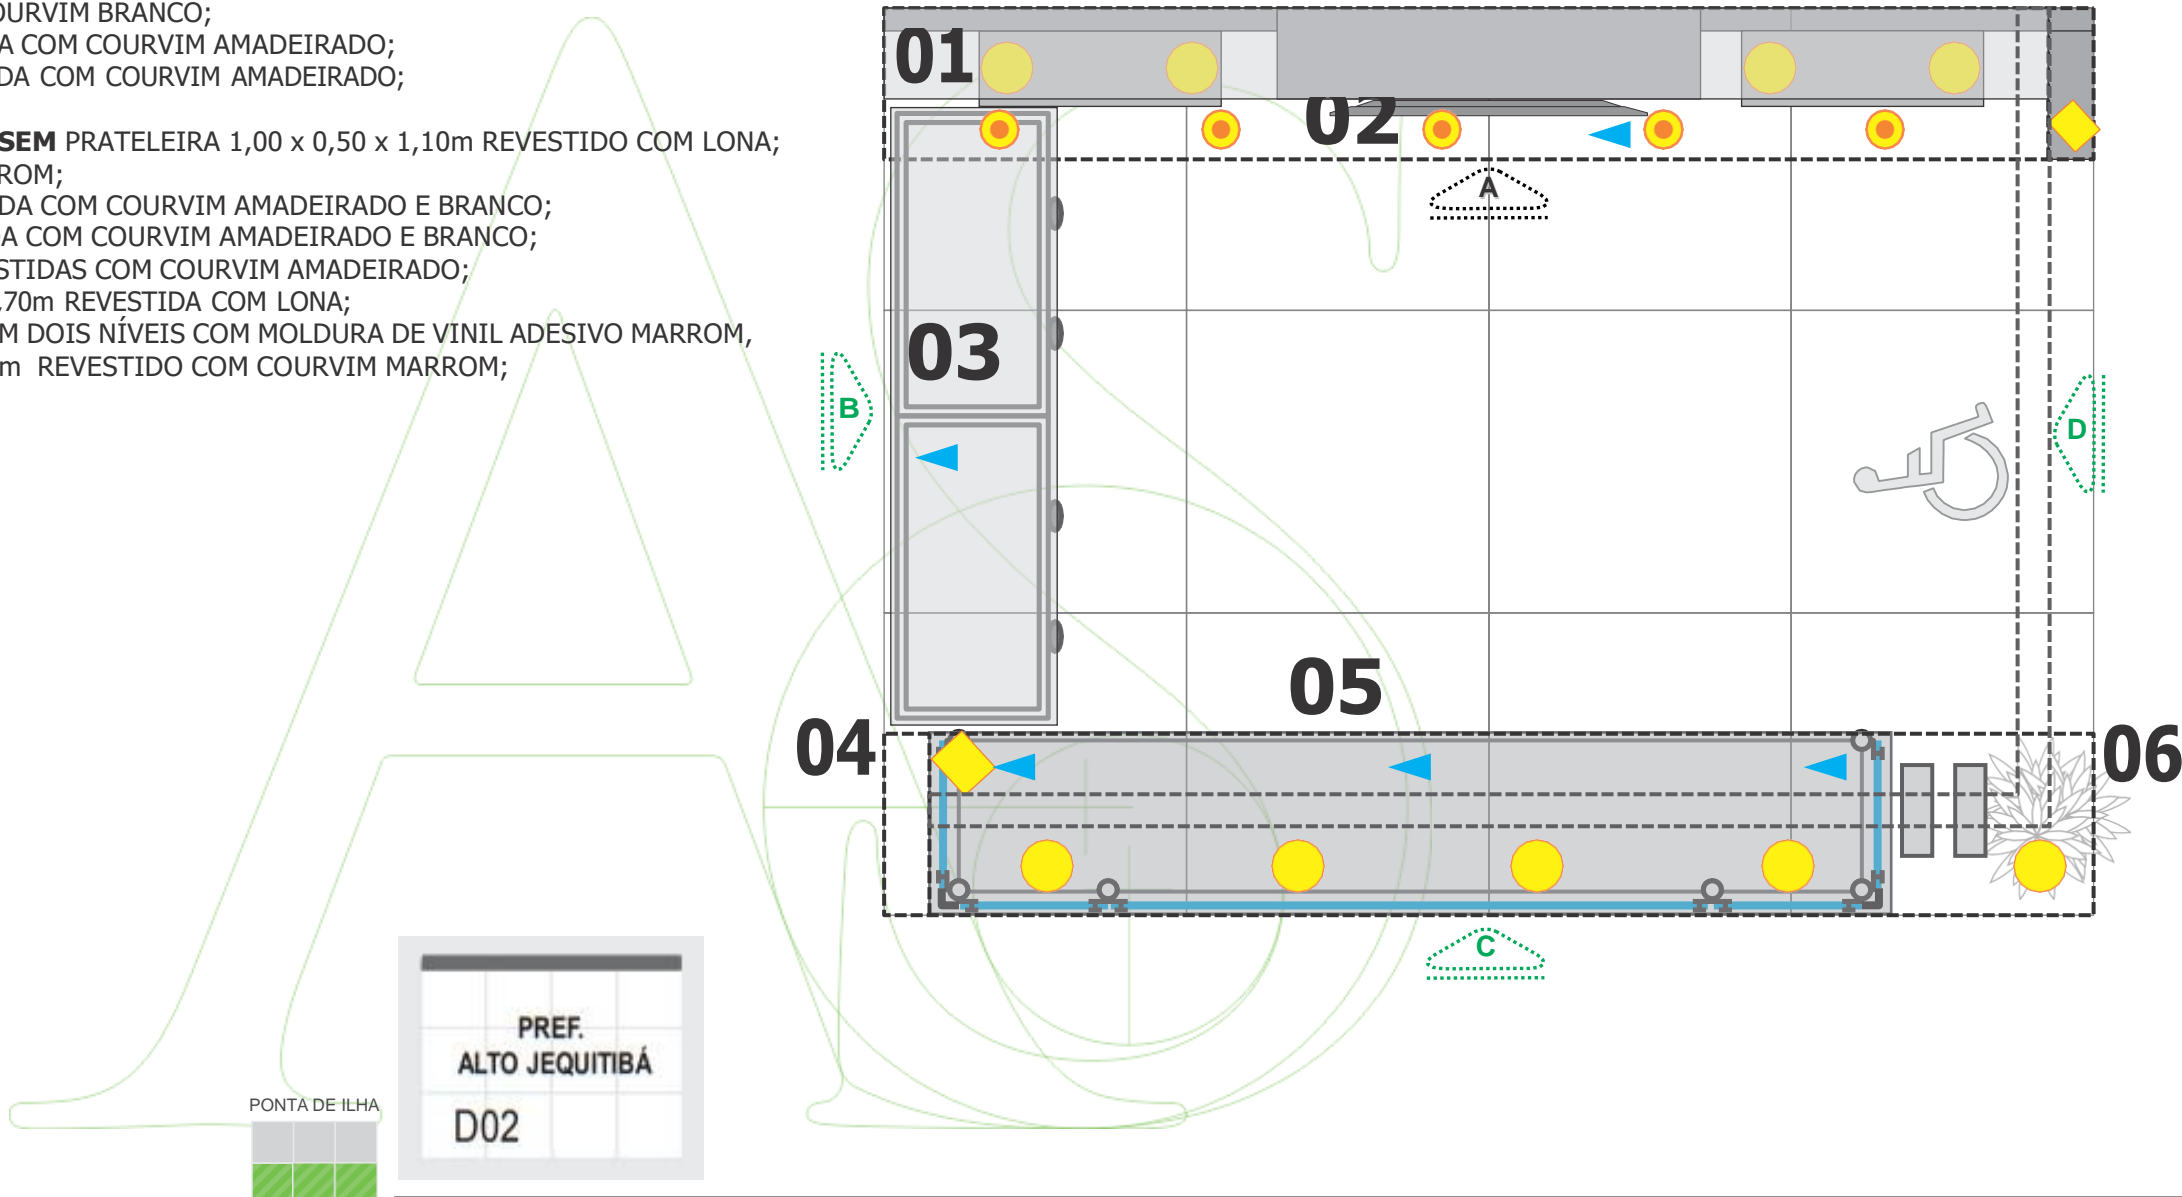 OURVIM BRANCO;
A COM COURVIM AMADEIRADO;
DA COM COURVIM AMADEIRADO;
SEM PRATELEIRA 1,00 x 0,50 x 1,10m REVESTIDO COM LONA;
ROM;
DA COM COURVIM AMADEIRADO E BRANCO;
DA COM COURVIM AMADEIRADO E BRANCO;
STIDAS COM COURVIM AMADEIRADO;
,70m REVESTIDA COM LONA;
M DOIS NÍVEIS COM MOLDURA DE VINIL ADESIVO MARROM,
m REVESTIDO COM COURVIM MARROM;
01
02
A
03
B
D
05
04
06
C
PREF.
ALTO JEQUITIBÁ
D02
PONTA DE ILHA